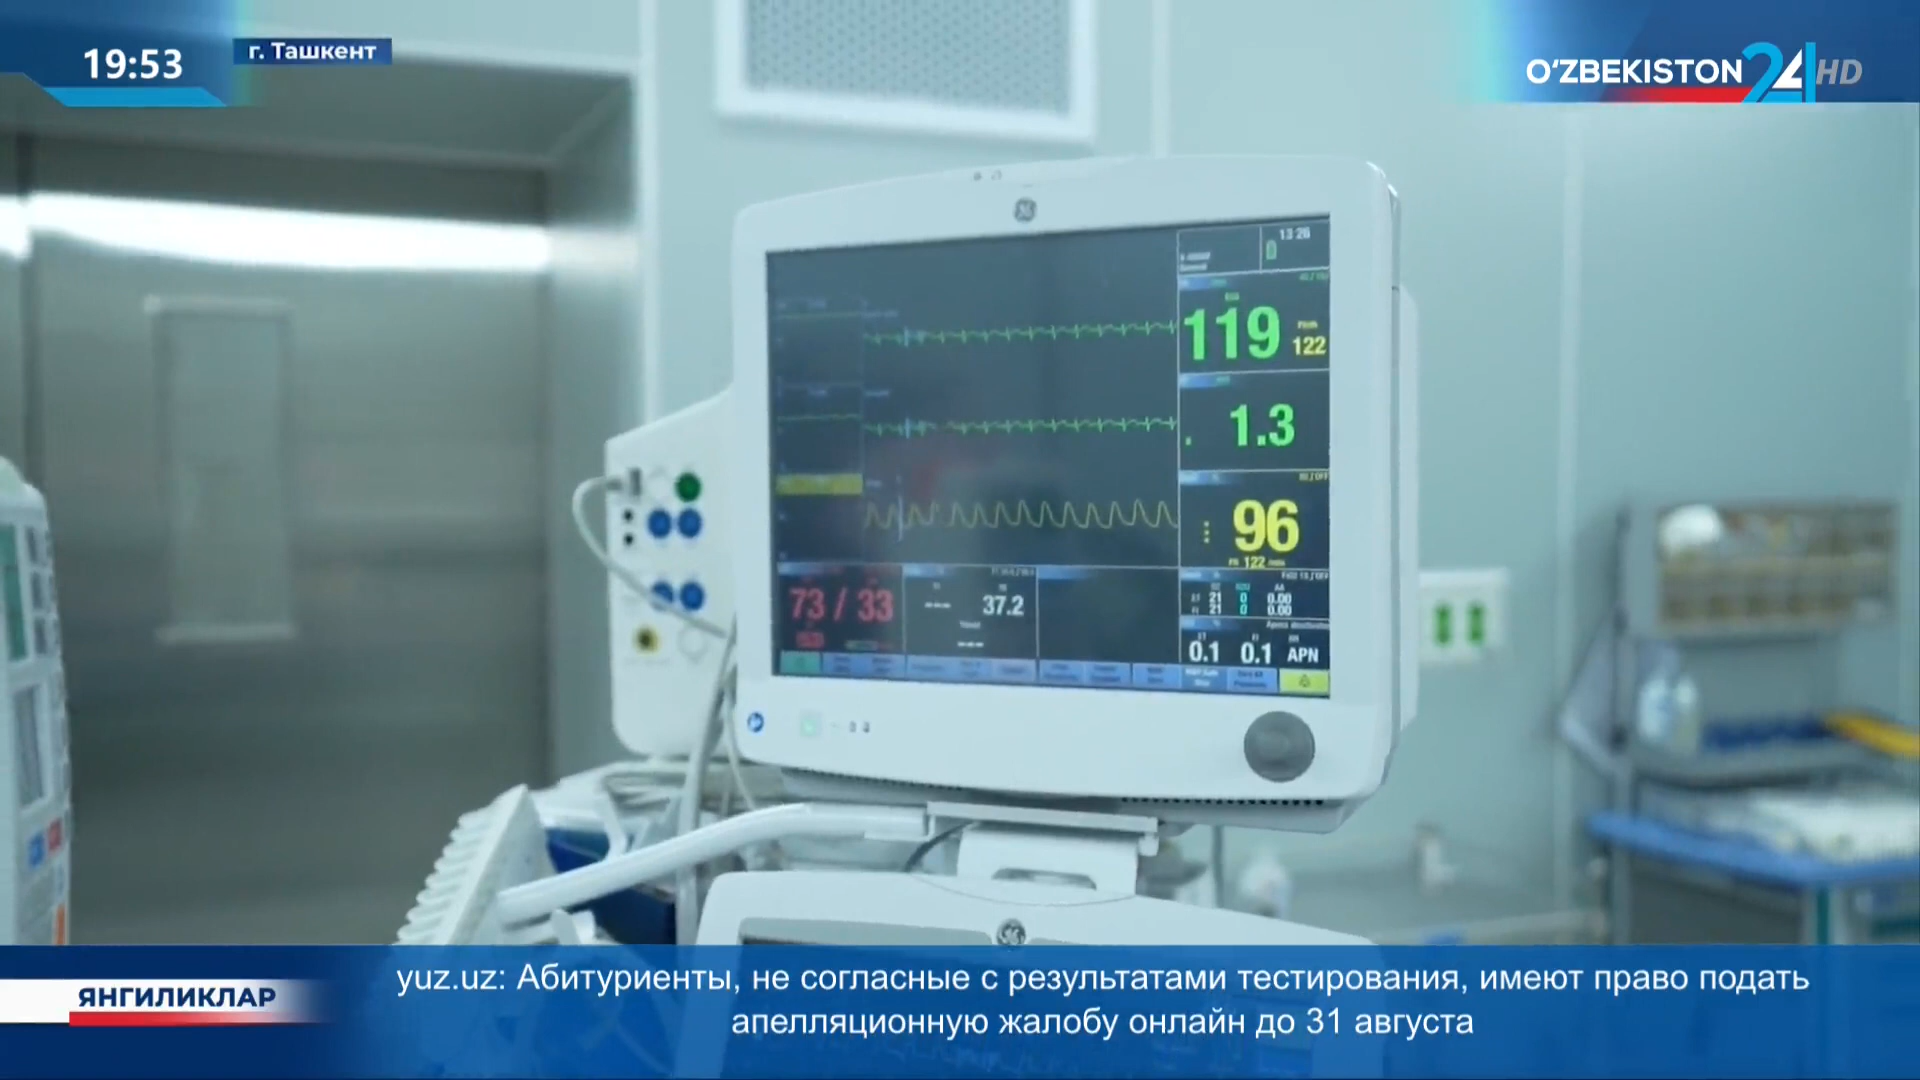 19:53
г. Ташкент
O‘ZBEKISTON 24 HD
13 26
119
122
1.3
96
122
73 / 33
37.2
21 0 0.00
21 0 0.00
0.1 0.1 APN
ЯНГИЛИКЛАР
yuz.uz: Абитуриенты, не согласные с результатами тестирования, имеют право подать
апелляционную жалобу онлайн до 31 августа